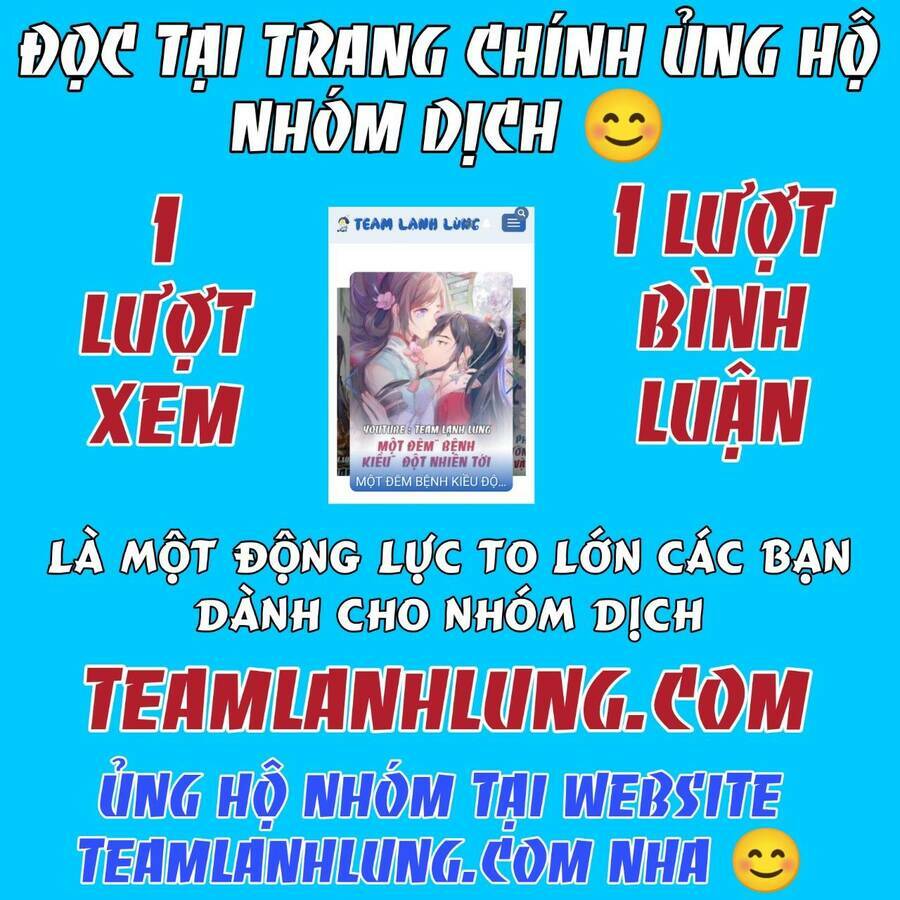 ĐỌC TẠI TRANG CHÍNH ỦNG HỘ
NHÓM DỊCH 😊
1
LƯỢT
XEM
TEAM LANH LÙNG
YOUTUBE : TEAM LANH LUNG
MỘT ĐÊM BỆNH
KIỀU ĐỘT NHIÊN TỚI
MỘT ĐÊM BỆNH KIỀU ĐỘ...
1 LƯỢT
BÌNH
LUẬN
LÀ MỘT ĐỘNG LỰC TO LỚN CÁC BẠN
DÀNH CHO NHÓM DỊCH
TEAMLANHLUNG.COM
ỦNG HỘ NHÓM TẠI WEBSITE
TEAMLANHLUNG.COM NHA 😊